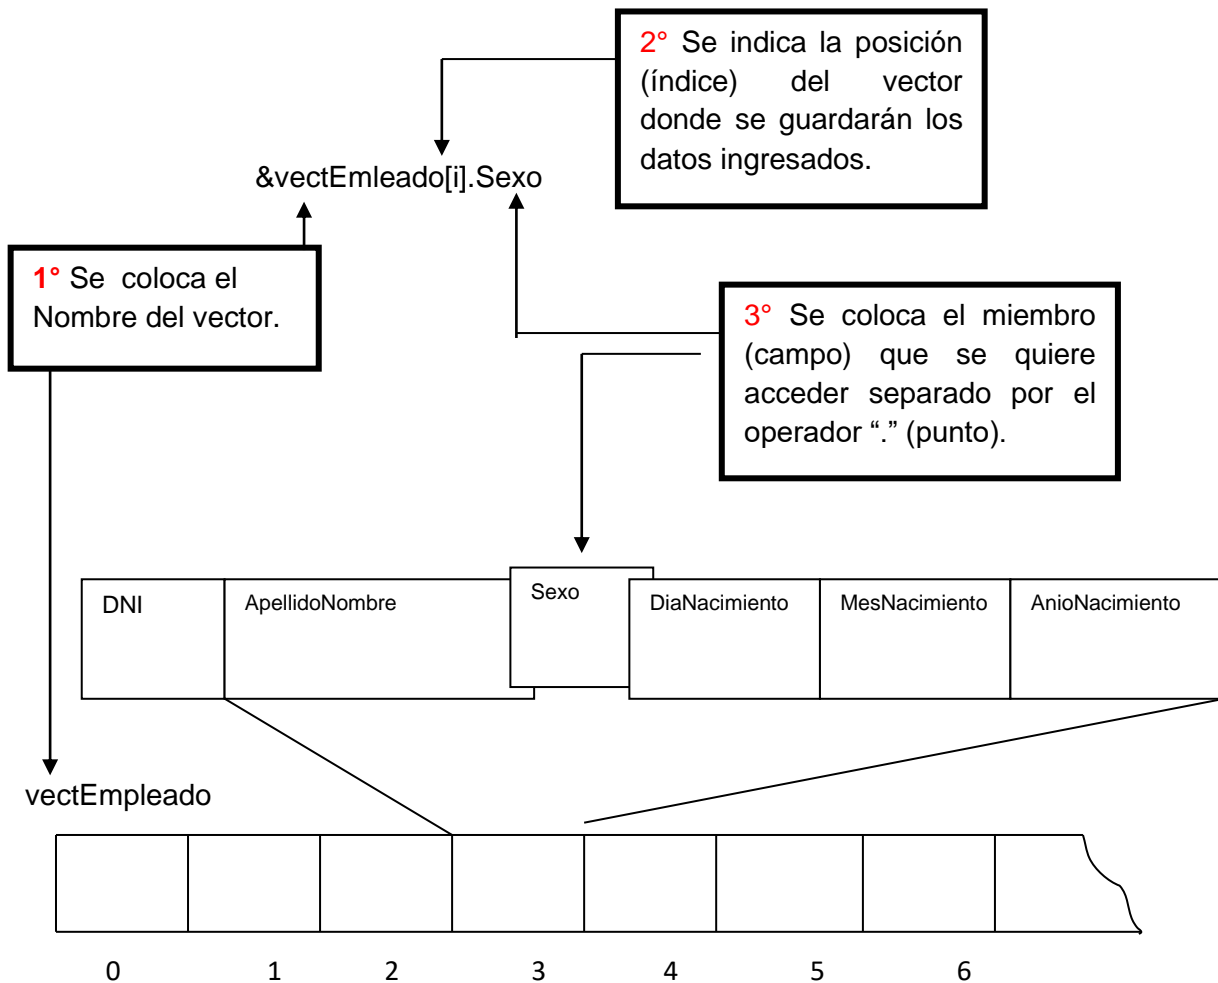 2° Se indica la posición
(índice) del vector
donde se guardarán los
datos ingresados.
&vectEmleado[i].Sexo
1° Se coloca el
Nombre del vector.
3° Se coloca el miembro
(campo) que se quiere
acceder separado por el
operador “.” (punto).
DNI
ApellidoNombre
Sexo
DiaNacimiento
MesNacimiento
AnioNacimiento
vectEmpleado
0 1 2 3 4 5 6